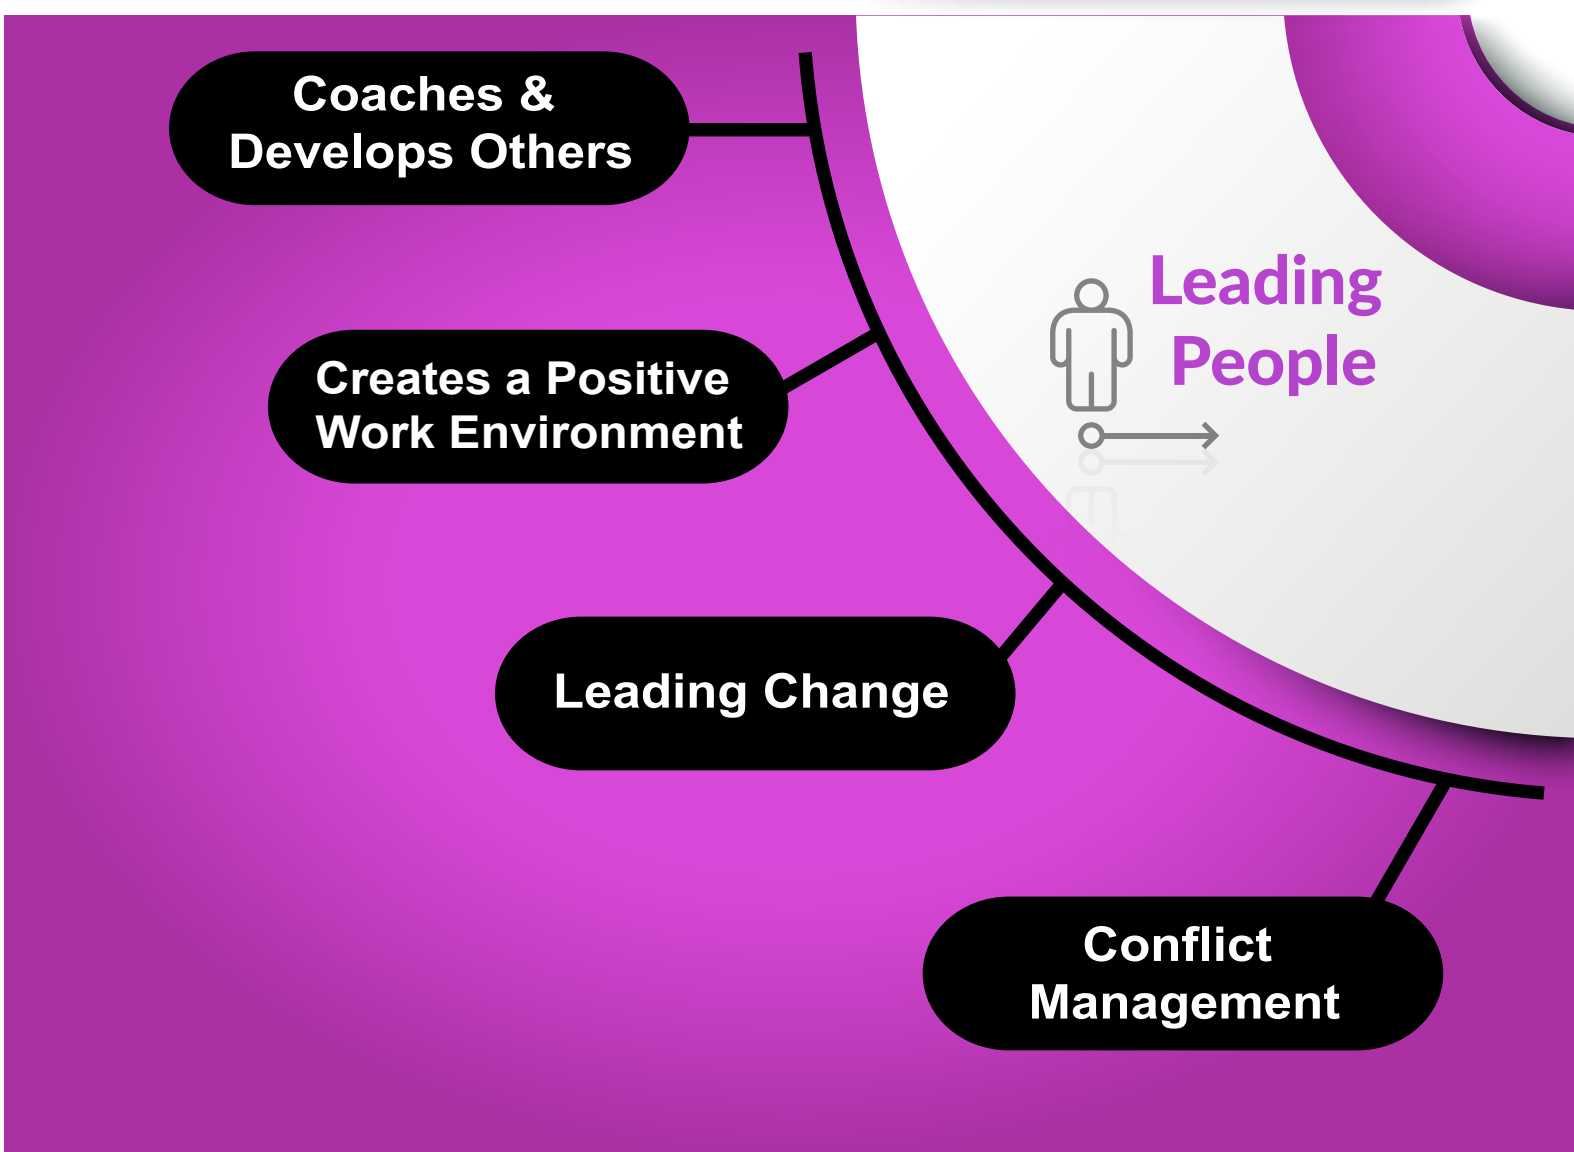 Coaches &
Develops Others
Creates a Positive
Work Environment
Leading
People
Leading Change
Conflict
Management